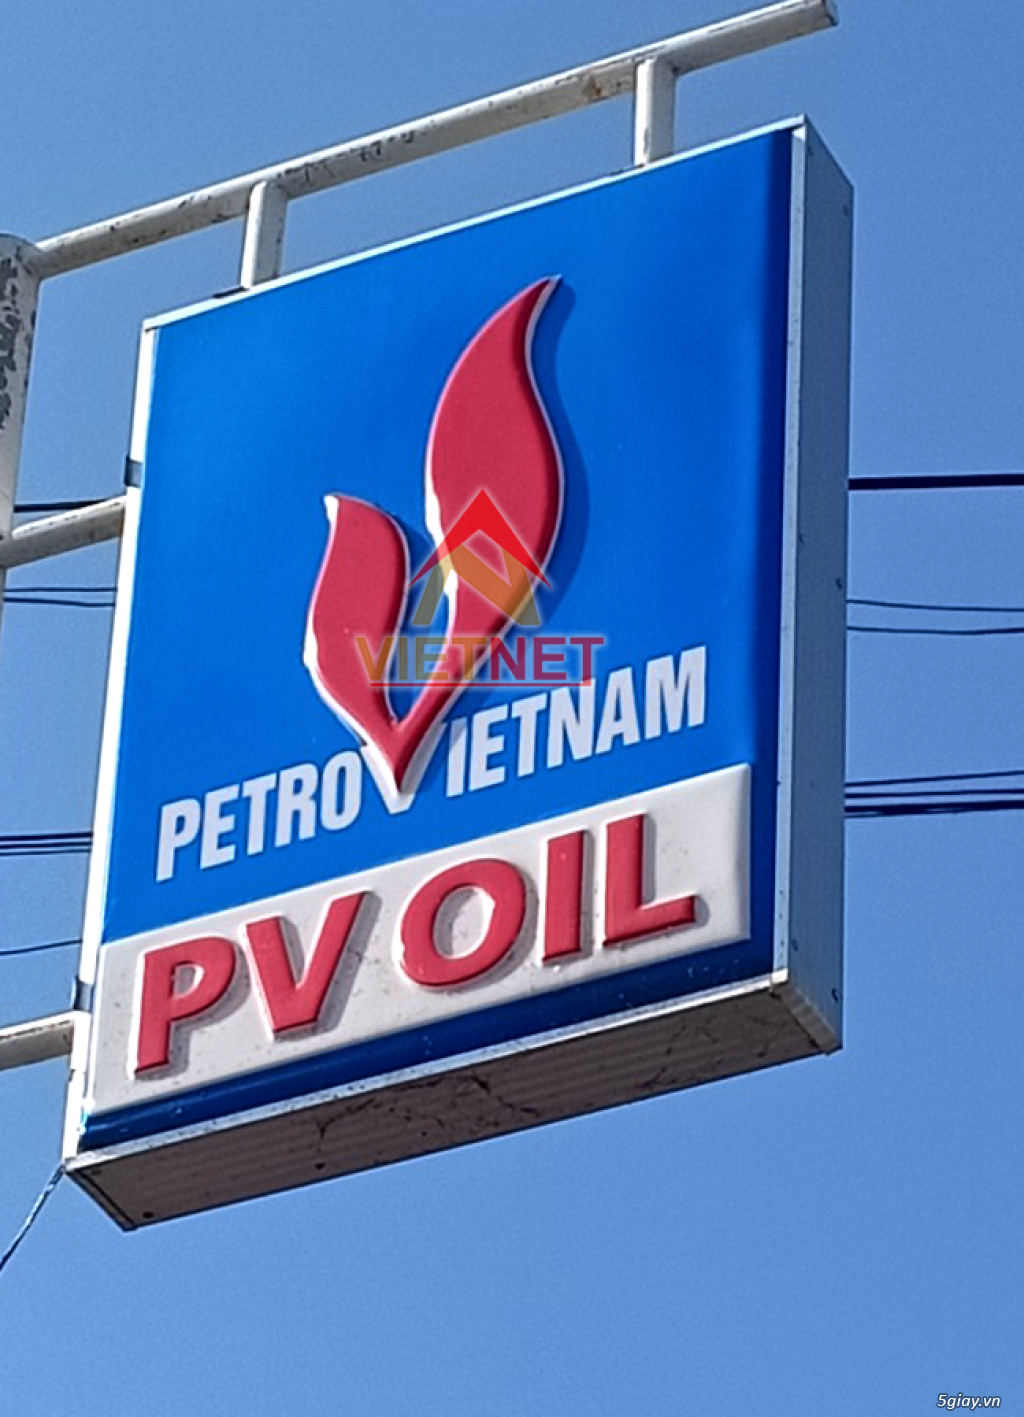 VIETNET
PETROVIETNAM
PV OIL
5giay.vn